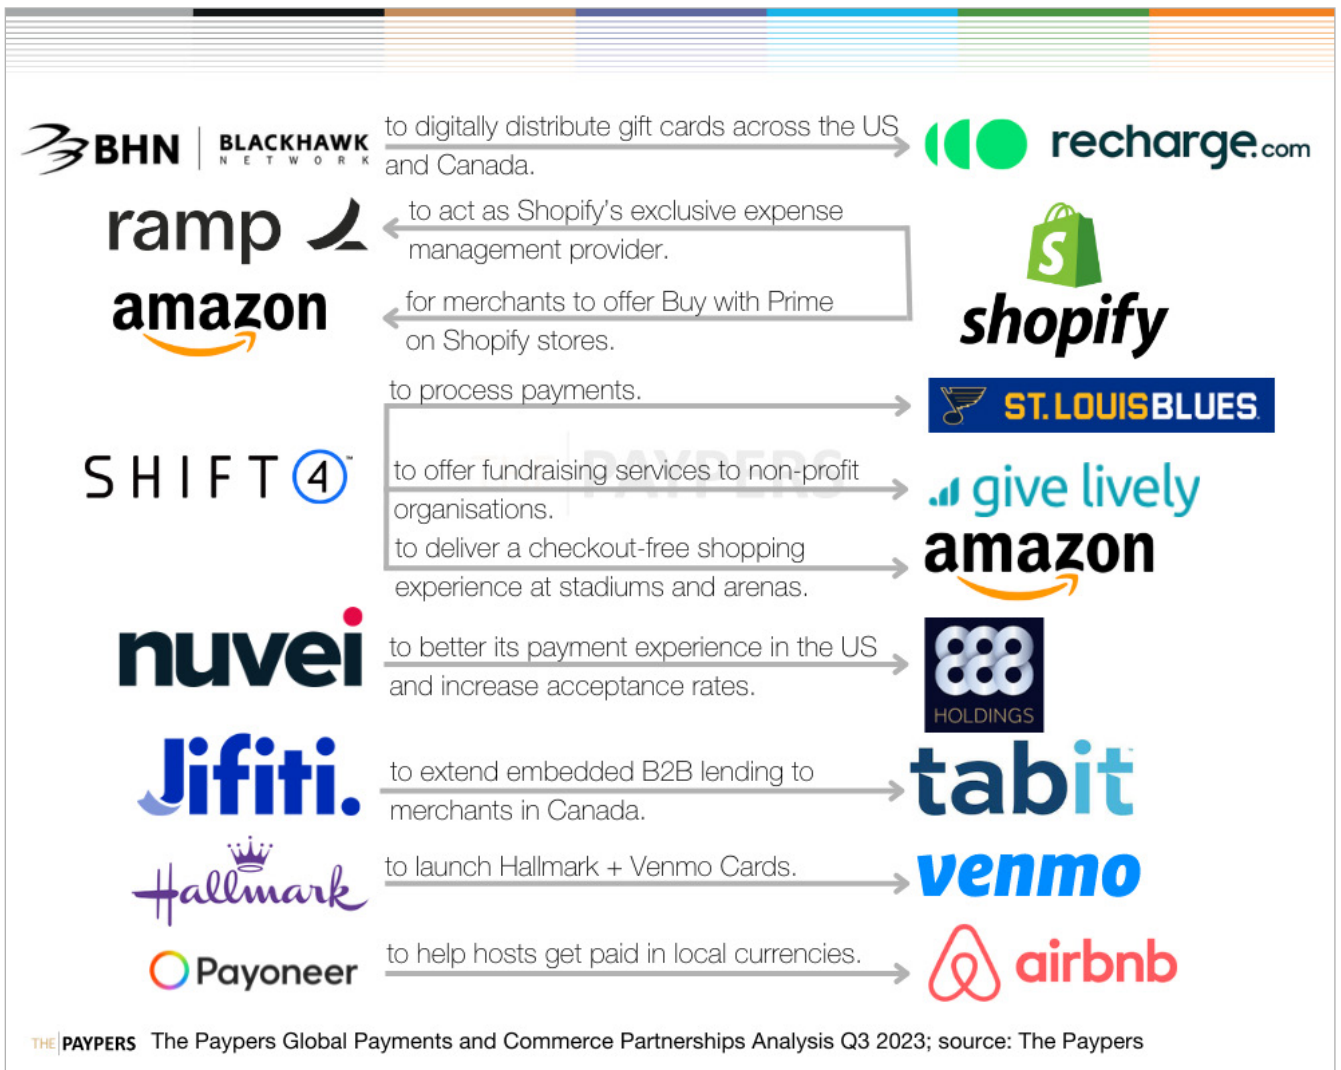 BHN | BLACKHAWK
NETWORK
to digitally distribute gift cards across the US
and Canada.
recharge.com
ramp
to act as Shopify's exclusive expense
management provider.
amazon
for merchants to offer Buy with Prime
on Shopify stores.
shopify
SHIFT 4™
to process payments.
ST. LOUIS BLUES
to offer fundraising services to non-profit
organisations.
give lively
to deliver a checkout-free shopping
experience at stadiums and arenas.
amazon
PAYPERS
nuvei
to better its payment experience in the US
and increase acceptance rates.
888
HOLDINGS
Jifiti.
to extend embedded B2B lending to
merchants in Canada.
tabit
Hallmark
to launch Hallmark + Venmo Cards.
venmo
Payoneer
to help hosts get paid in local currencies.
airbnb
THE | PAYPERS The Paypers Global Payments and Commerce Partnerships Analysis Q3 2023; source: The Paypers